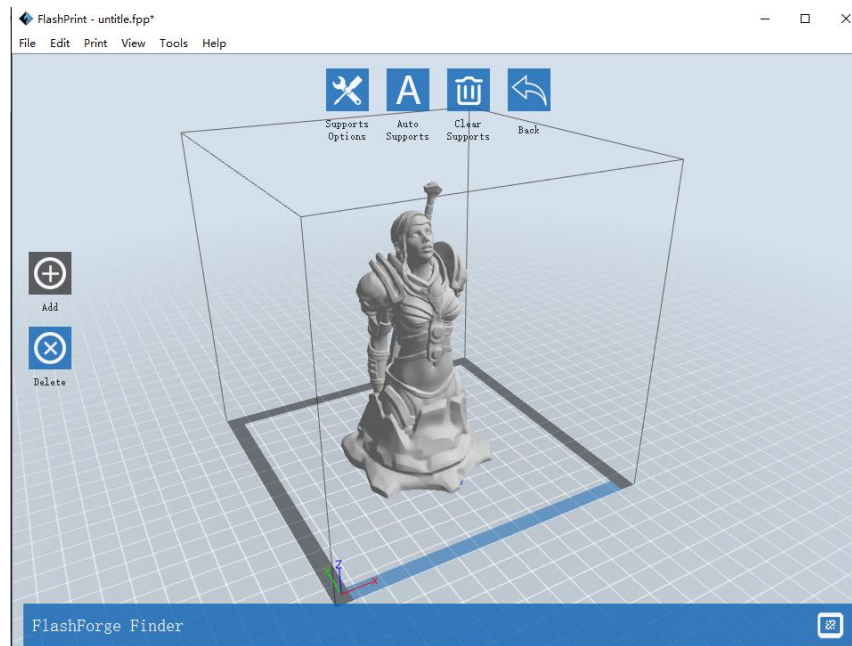 FlashPrint - untitle.fpp*
File Edit Print View Tools Help
Supports
Options
Auto
Supports
Clear
Supports
Back
Add
Delete
Z
X
FlashForge Finder